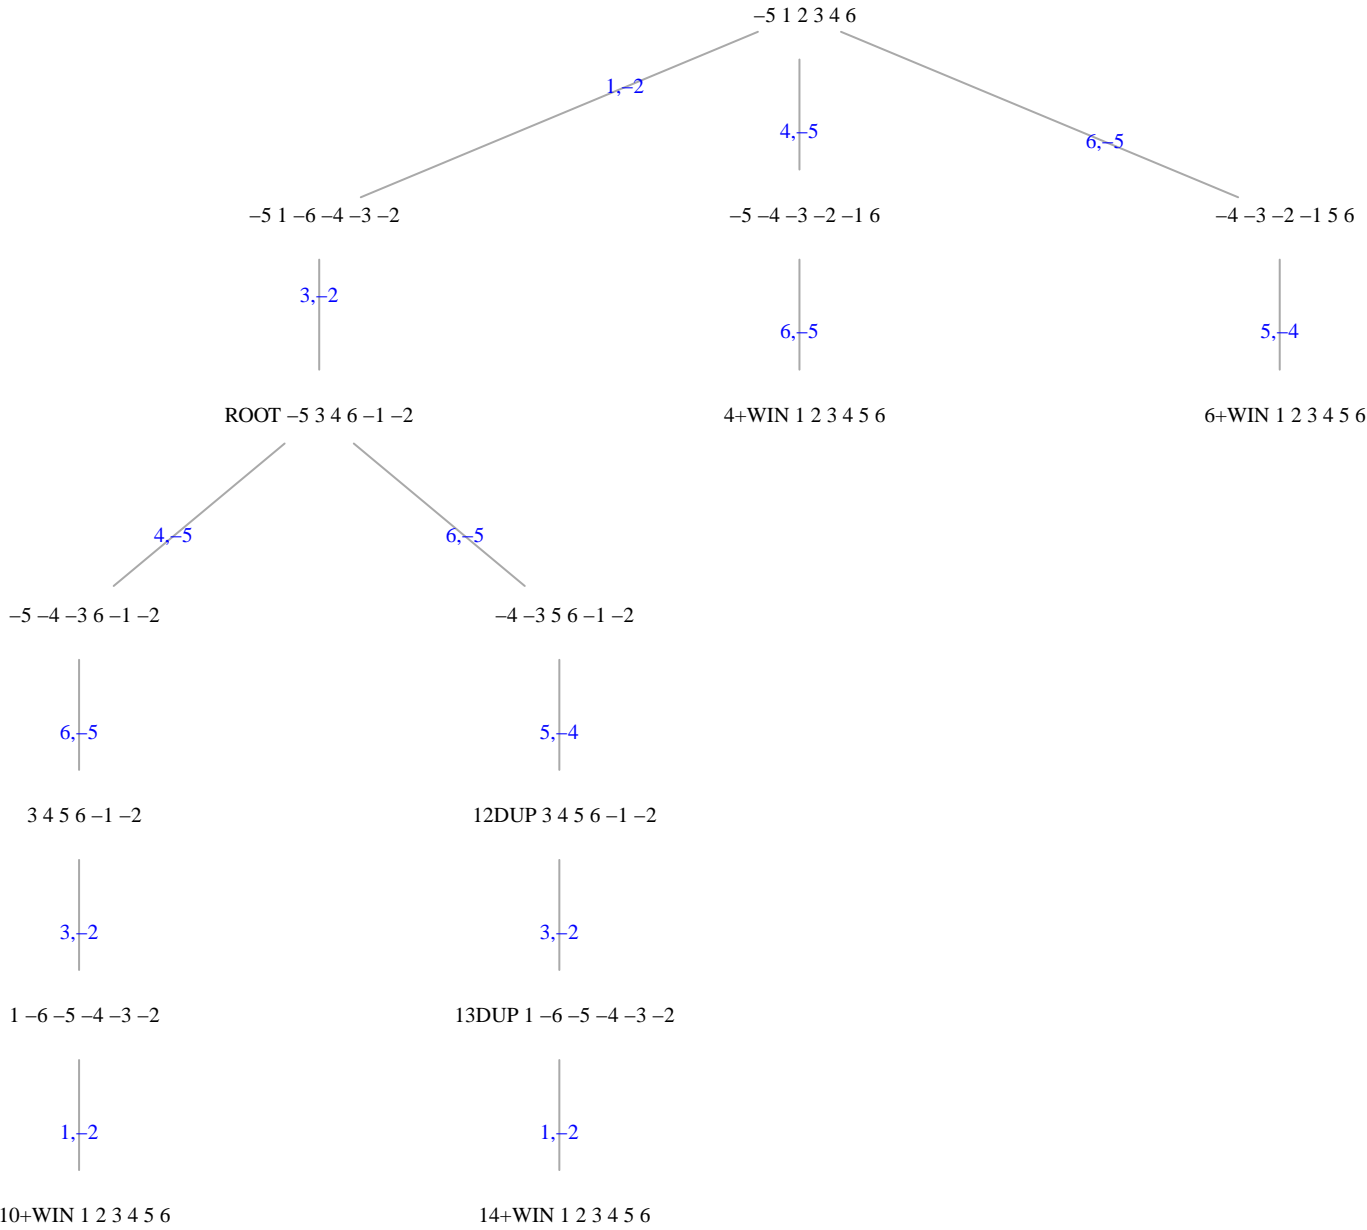 −5 1 2 3 4 6
1,−2
4,−5
6,−5
−5 1 −6 −4 −3 −2
−5 −4 −3 −2 −1 6
−4 −3 −2 −1 5 6
3,−2
6,−5
5,−4
ROOT −5 3 4 6 −1 −2
4+WIN 1 2 3 4 5 6
6+WIN 1 2 3 4 5 6
4,−5
6,−5
−5 −4 −3 6 −1 −2
−4 −3 5 6 −1 −2
6,−5
5,−4
3 4 5 6 −1 −2
12DUP 3 4 5 6 −1 −2
3,−2
3,−2
1 −6 −5 −4 −3 −2
13DUP 1 −6 −5 −4 −3 −2
1,−2
1,−2
10+WIN 1 2 3 4 5 6
14+WIN 1 2 3 4 5 6